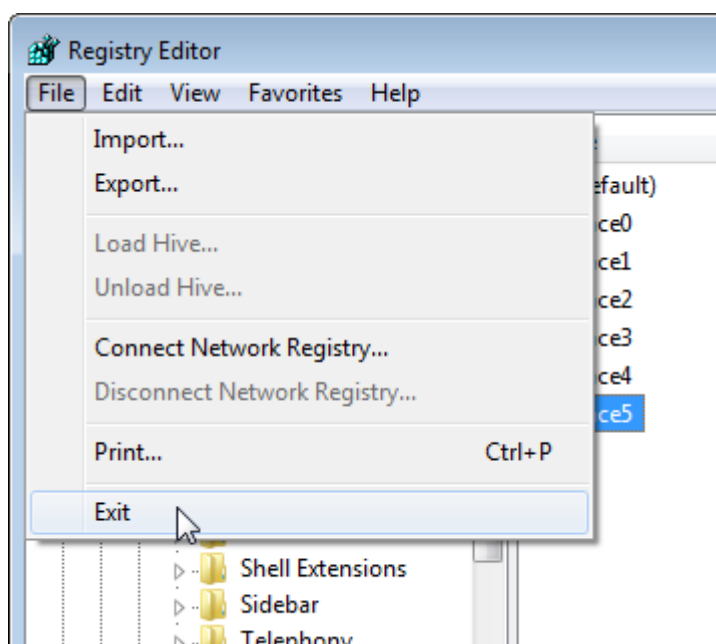 Registry Editor
File Edit View Favorites Help
Import...
Export...
Load Hive...
Unload Hive...
Connect Network Registry...
Disconnect Network Registry...
Print... Ctrl+P
Exit
efault)
ce0
ce1
ce2
ce3
ce4
ce5
Shell Extensions
Sidebar
Telephony